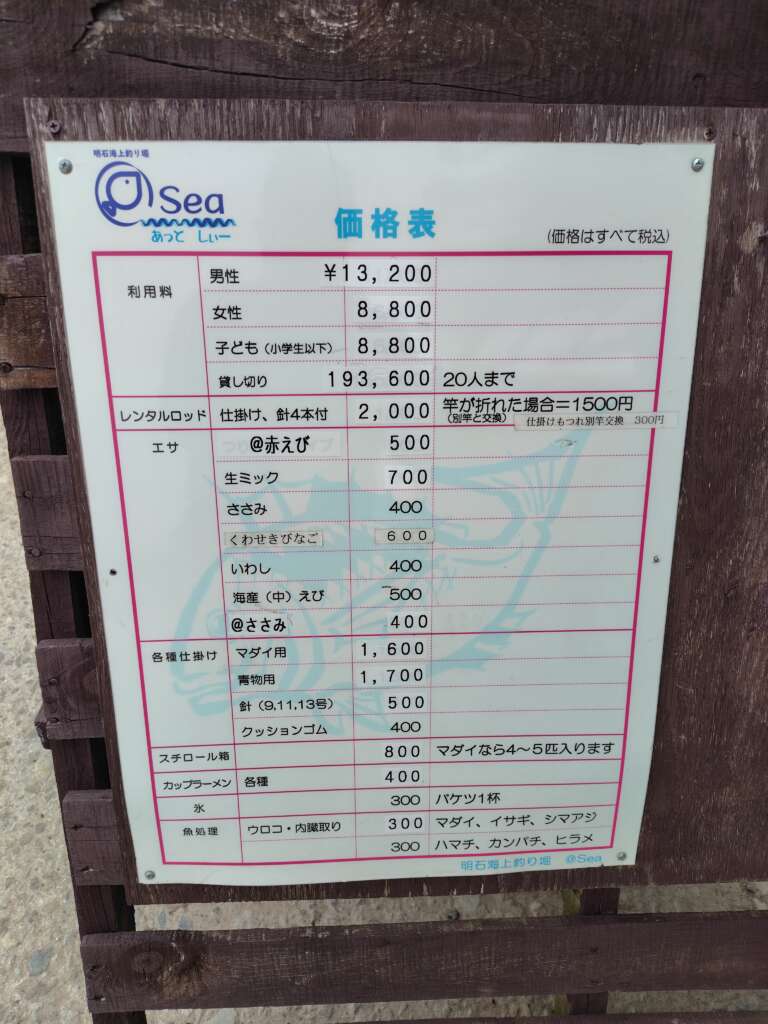 明石海上釣り堀
@Sea
あっと しぃー
価格表
(価格はすべて税込)
利用料 男性 ¥13,200
女性 8,800
子ども(小学生以下) 8,800
貸し切り 193,600 20人まで
レンタルロッド 仕掛け、針4本付 2,000 竿が折れた場合=1500円
(別竿と交換) 仕掛けもつれ別竿交換 300円
エサ @赤えび 500
生ミック 700
ささみ 400
くわせきびなご 600
いわし 400
海産(中)えび 500
@ささみ 400
各種仕掛け マダイ用 1,600
青物用 1,700
針(9,11,13号) 500
クッションゴム 400
スチロール箱 800 マダイなら4〜5匹入ります
カップラーメン 各種 400
氷 300 バケツ1杯
魚処理 ウロコ・内臓取り 300 マダイ、イサギ、シマアジ
300 ハマチ、カンパチ、ヒラメ
明石海上釣り堀 @Sea